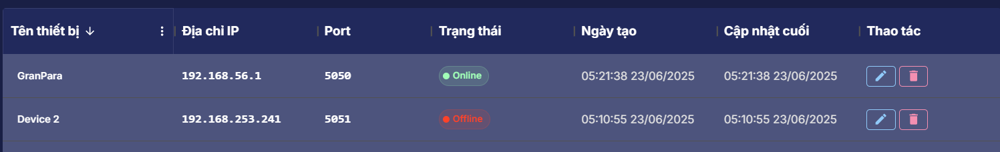 Tên thiết bị Địa chỉ IP Port Trạng thái Ngày tạo Cập nhật cuối Thao tác
GranPara 192.168.56.1 5050 Online 05:21:38 23/06/2025 05:21:38 23/06/2025
Device 2 192.168.253.241 5051 Offline 05:10:55 23/06/2025 05:10:55 23/06/2025